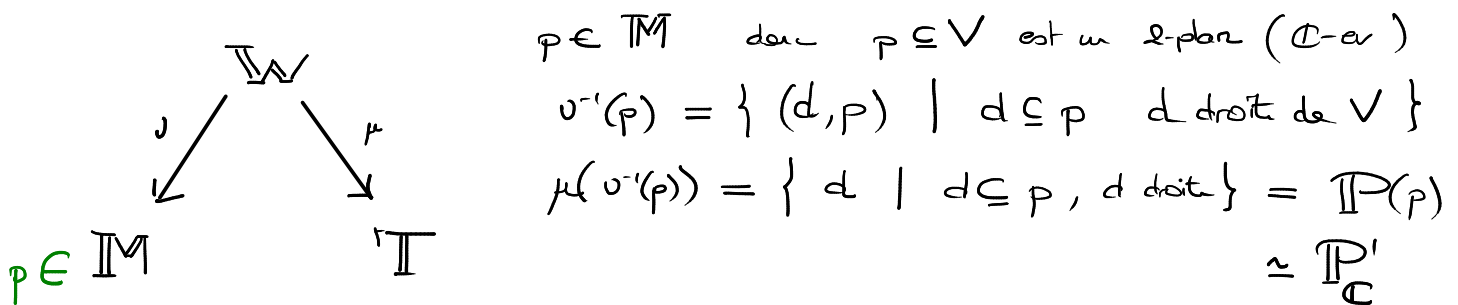 𝕎
ν μ
p ∈ 𝕄 𝕋
p ∈ 𝕄 donc p ⊆ V est un 2-plan (ℂ-ev)
ν⁻¹(p) = { (d,p) | d ⊆ p d droite de V }
μ(ν⁻¹(p)) = { d | d ⊆ p, d droite } = ℙ(p)
≃ ℙ¹_ℂ